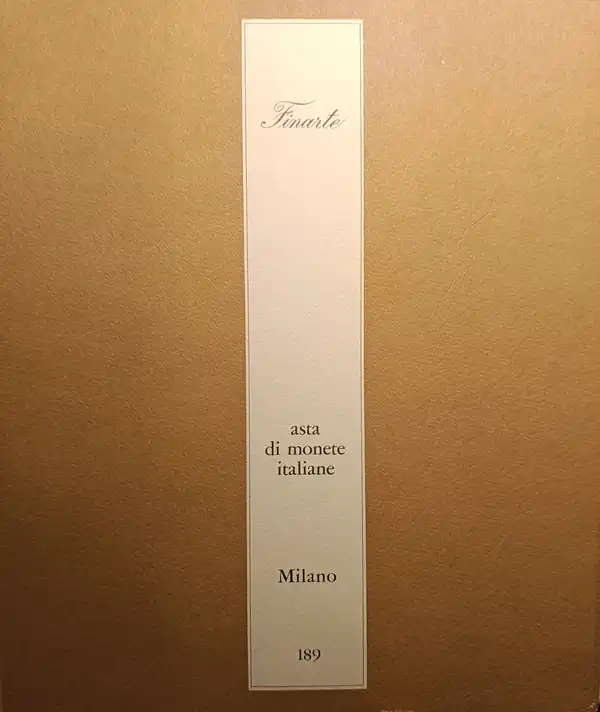 Finarte
asta
di monete
italiane
Milano
189